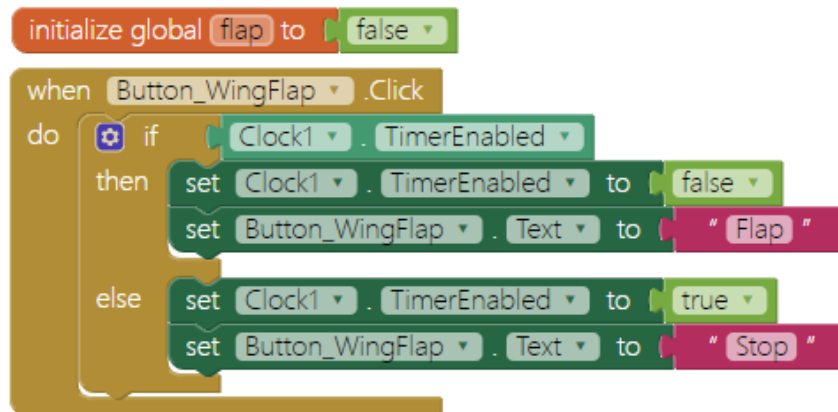 initialize global flap to false
when Button_WingFlap .Click
do if Clock1 . TimerEnabled
then set Clock1 . TimerEnabled to false
set Button_WingFlap . Text to " Flap "
else set Clock1 . TimerEnabled to true
set Button_WingFlap . Text to " Stop "